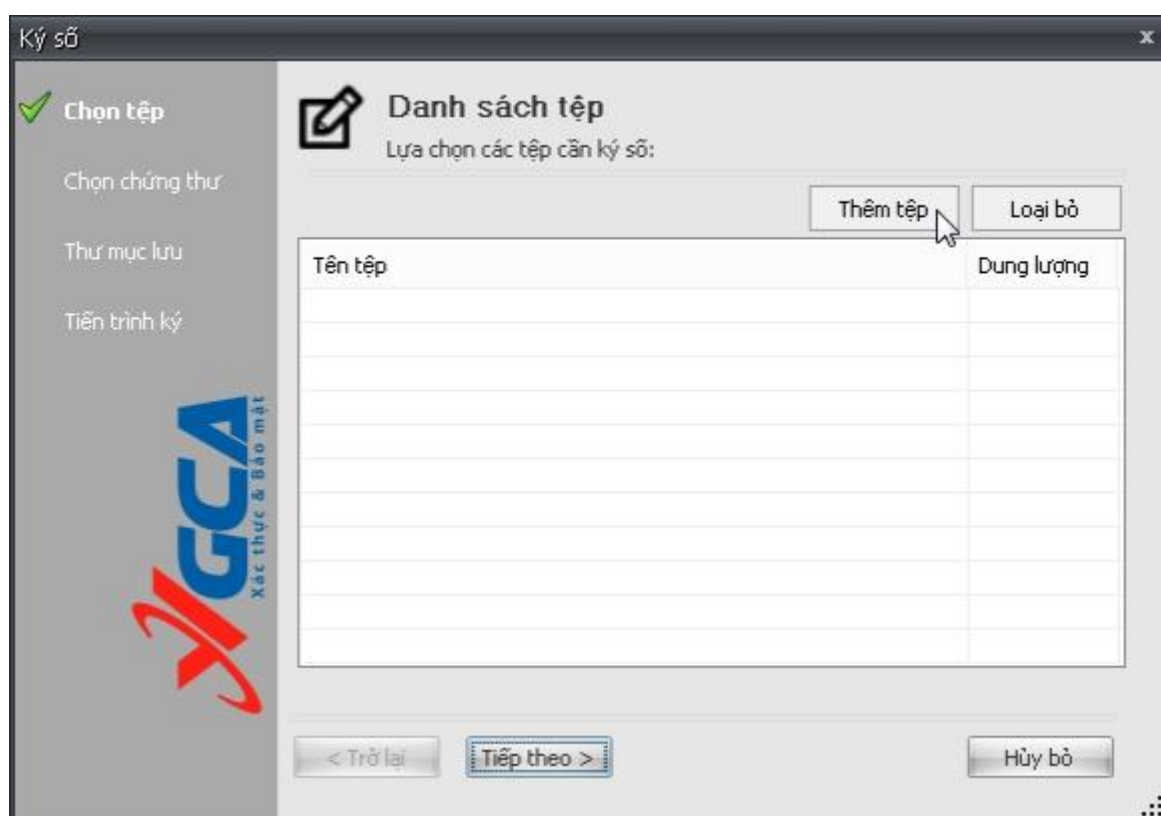 Ký số
x
Chọn tệp
Chọn chứng thư
Thư mục lưu
Tiến trình ký
VGCA
Xác thực & Bảo mật
Danh sách tệp
Lựa chọn các tệp cần ký số:
Thêm tệp
Loại bỏ
Tên tệp
Dung lượng
< Trở lại
Tiếp theo >
Hủy bỏ